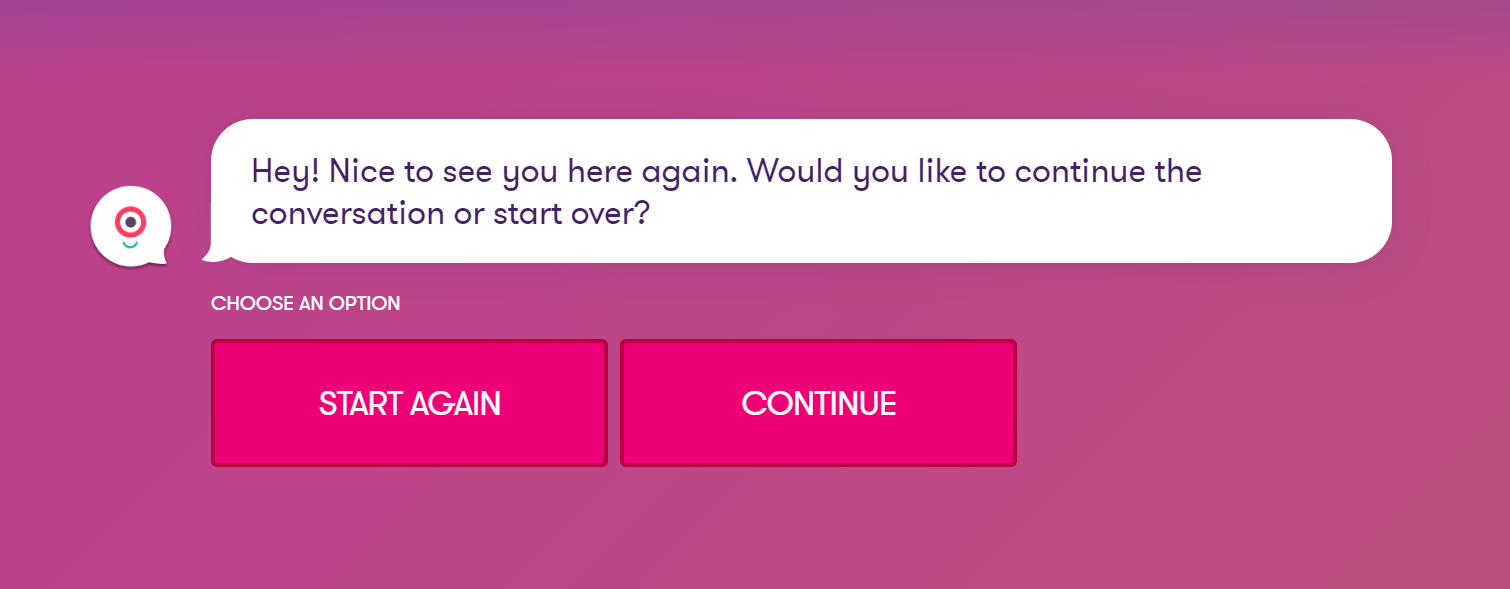 Hey! Nice to see you here again. Would you like to continue the
conversation or start over?
CHOOSE AN OPTION
START AGAIN
CONTINUE